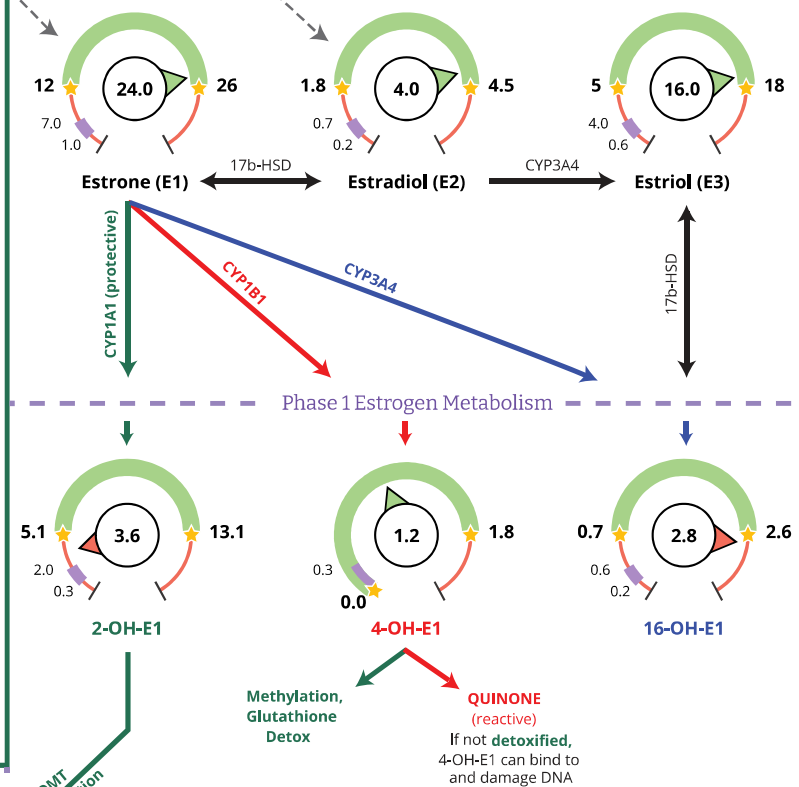 12
24.0
26
7.0
1.0
Estrone (E1)
1.8
4.0
4.5
0.7
0.2
Estradiol (E2)
5
16.0
18
4.0
0.6
Estriol (E3)
17b-HSD
CYP3A4
CYP1A1 (protective)
CYP1B1
CYP3A4
17b-HSD
Phase 1 Estrogen Metabolism
5.1
3.6
13.1
2.0
0.3
2-OH-E1
1.2
1.8
0.3
0.0
4-OH-E1
0.7
2.8
2.6
0.6
0.2
16-OH-E1
Methylation,
Glutathione
Detox
QUINONE
(reactive)
If not detoxified,
4-OH-E1 can bind to
and damage DNA